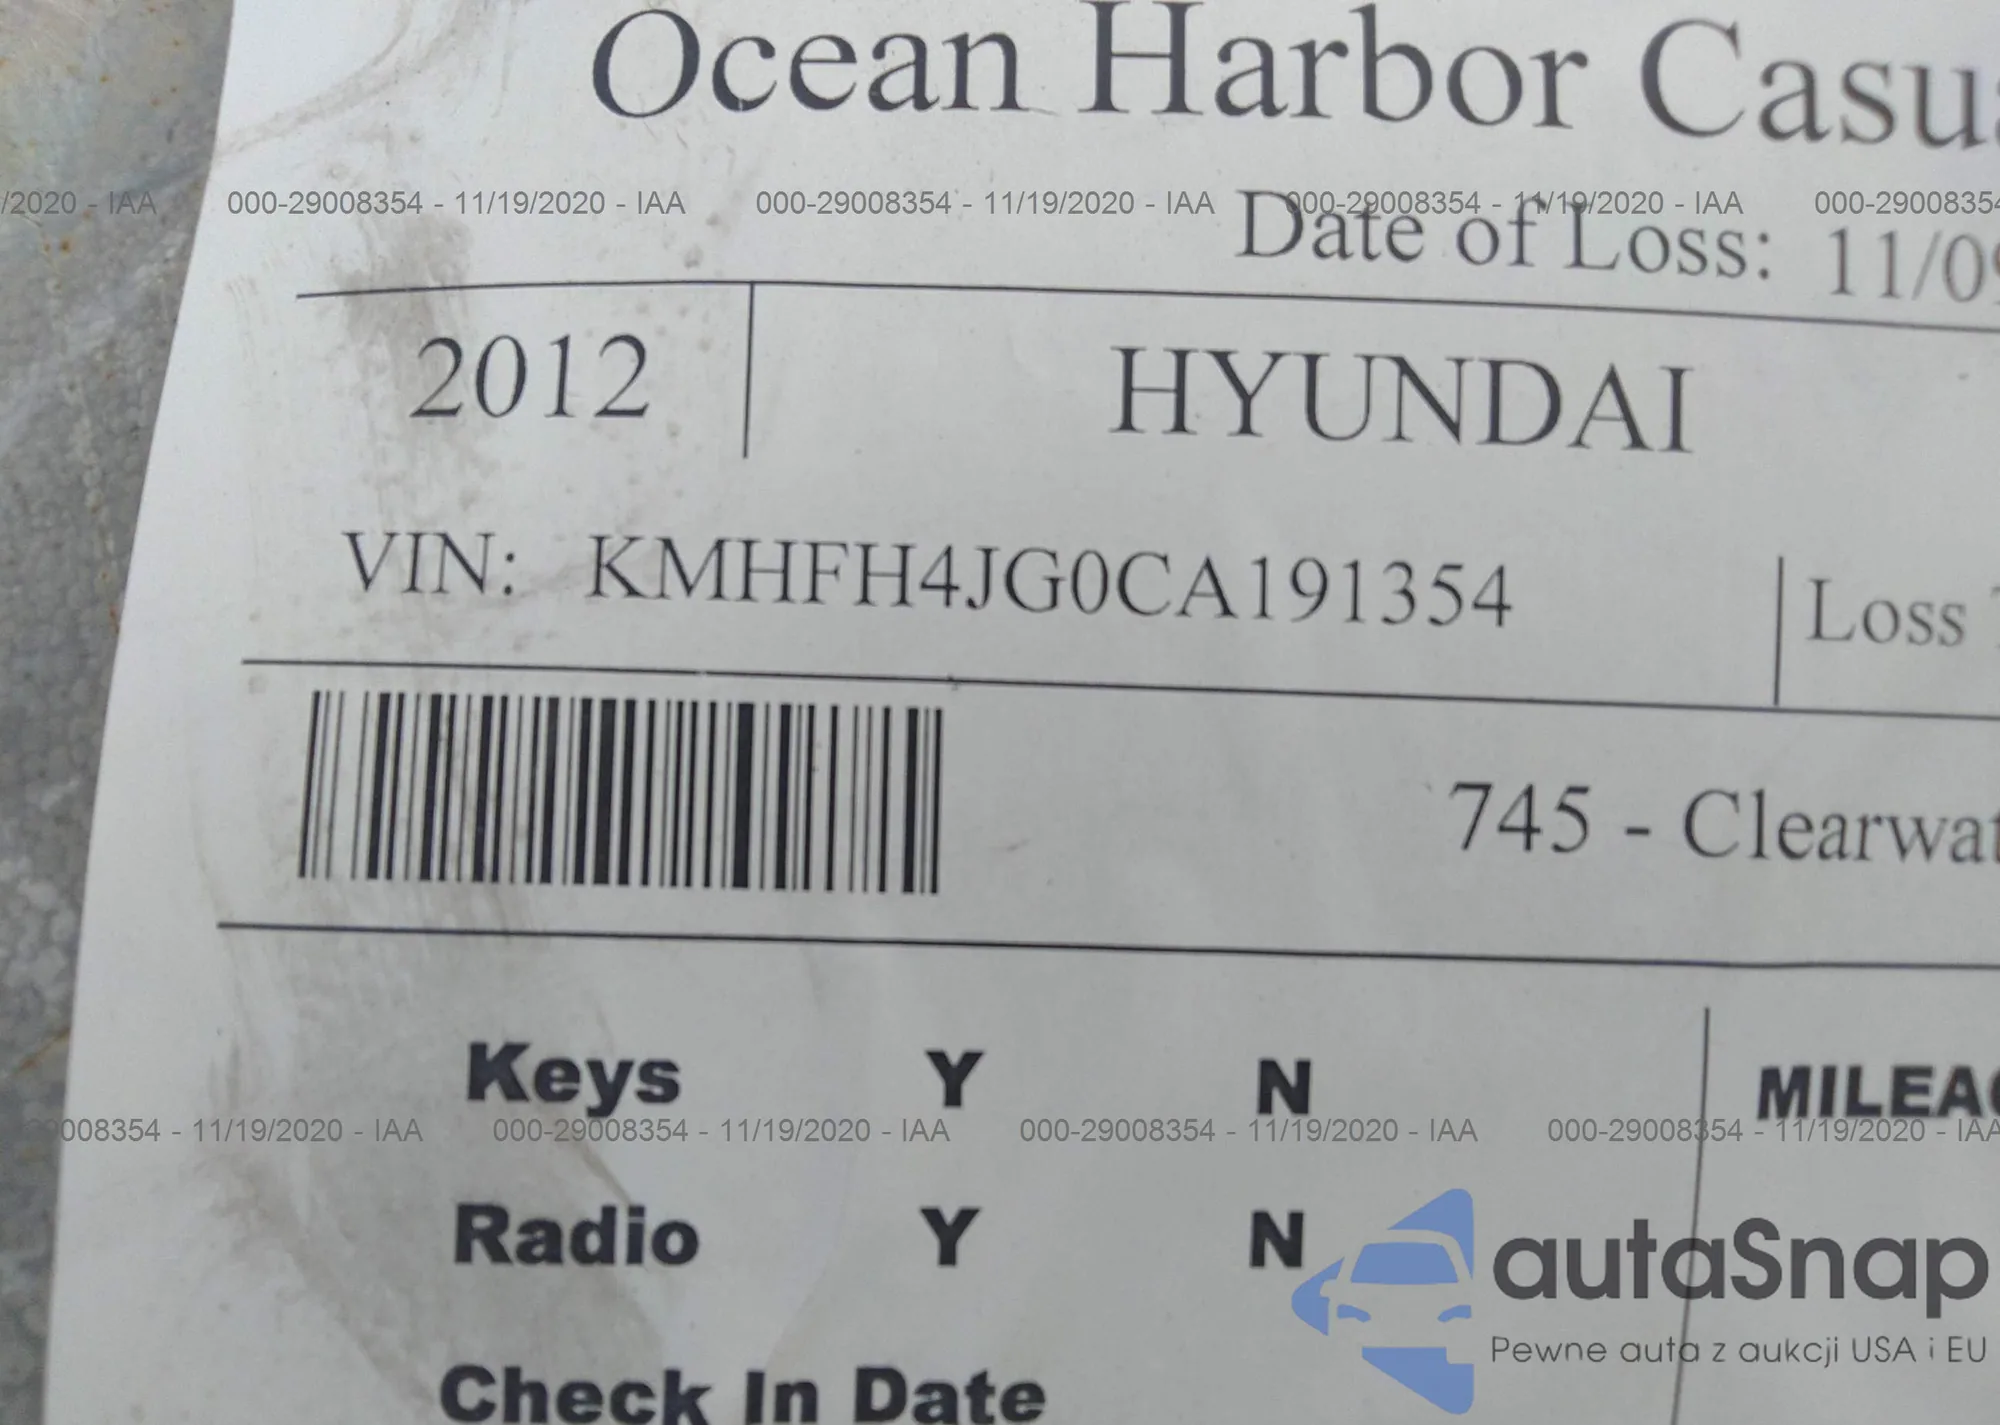 Ocean Harbor Casu
/2020 - IAA 000-29008354 - 11/19/2020 - IAA 000-29008354 - 11/19/2020 - IAA 000-29008354 - 11/19/2020 - IAA 000-2900835
Date of Loss: 11/09
2012 HYUNDAI
VIN: KMHFH4JG0CA191354 Loss
745 - Clearwat
Keys Y N MILEAG
008354 - 11/19/2020 - IAA 000-29008354 - 11/19/2020 - IAA 000-29008354 - 11/19/2020 - IAA 000-29008354 - 11/19/2020 - IAA
Radio Y N
autaSnap
Pewne auta z aukcji USA i EU
Check In Date